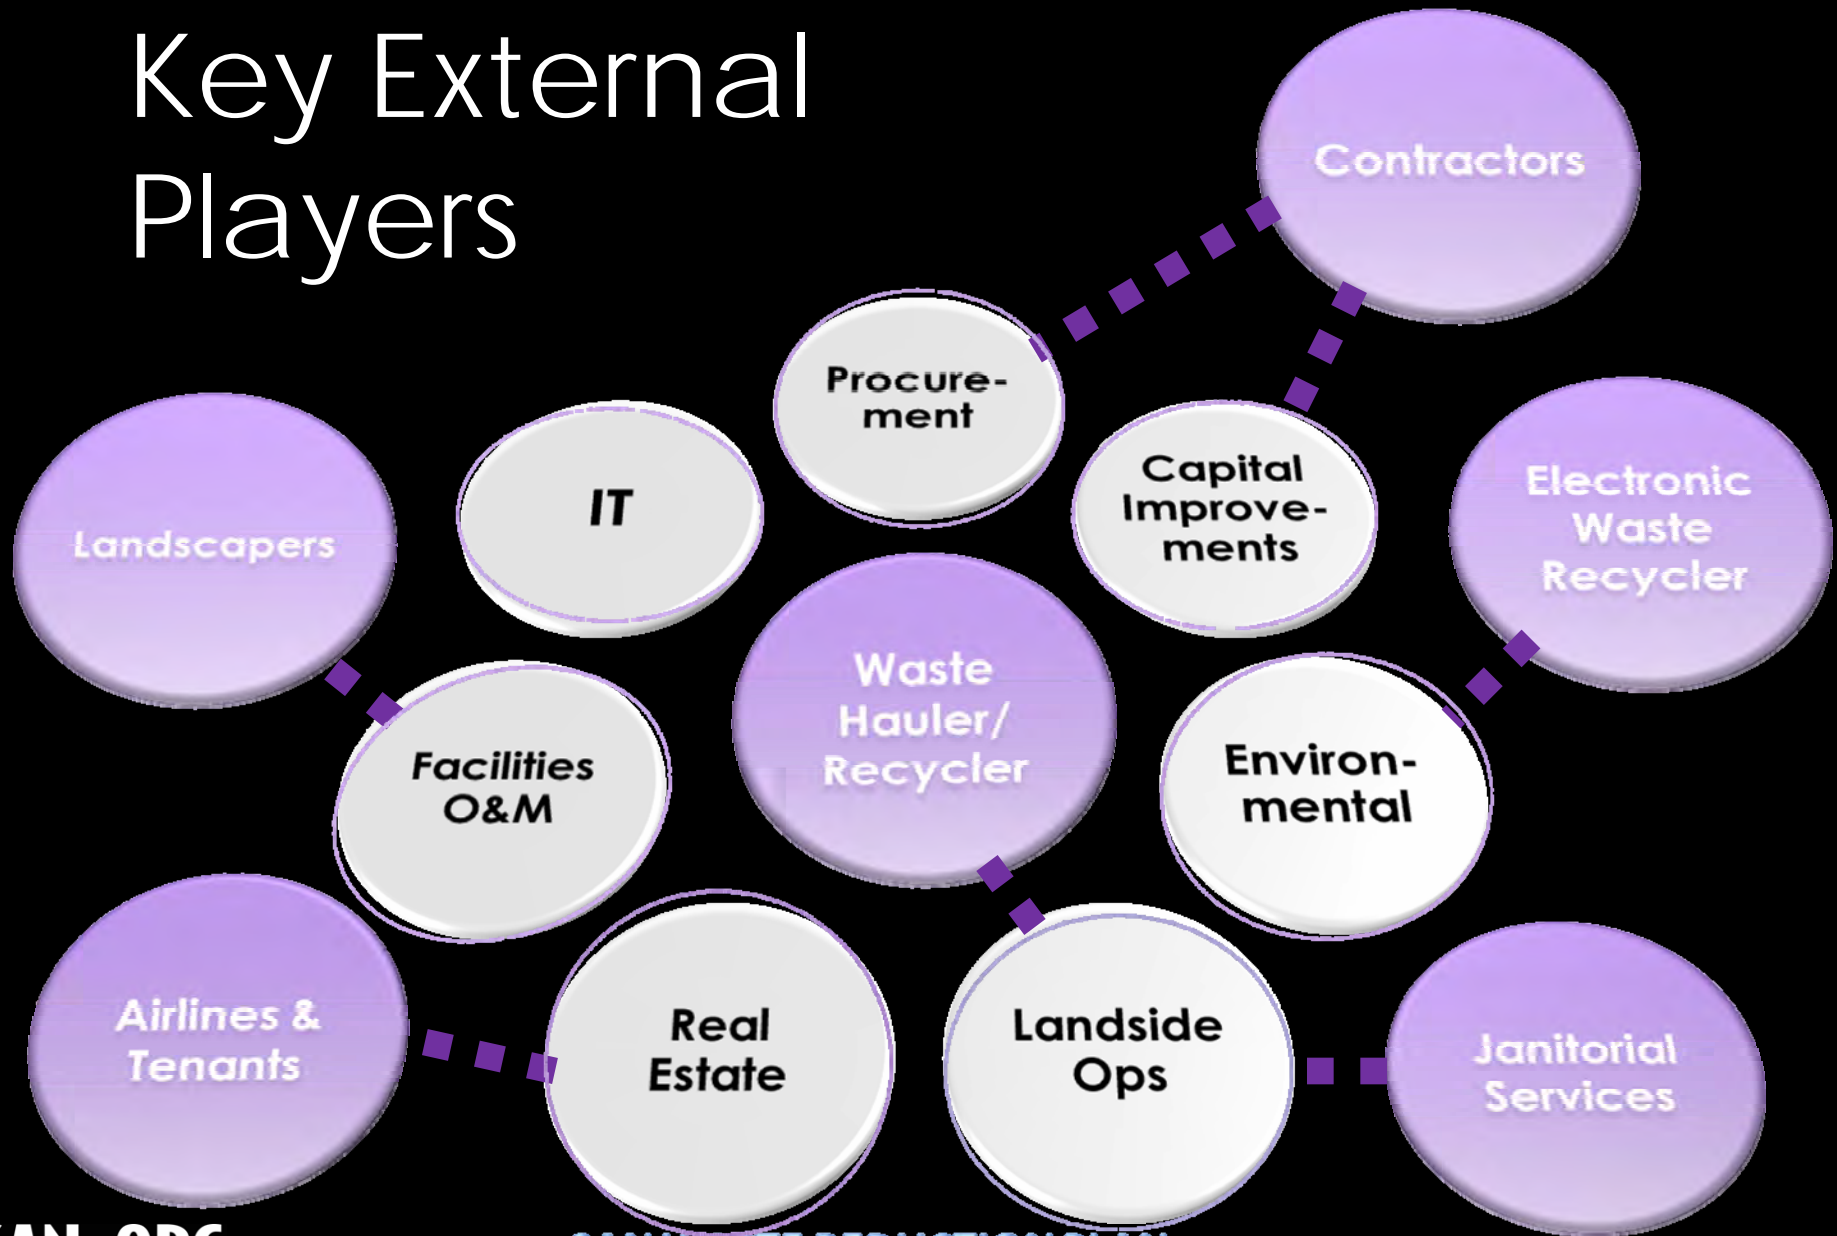 Key External
Players
Contractors
Procure-
ment
IT
Capital
Improve-
ments
Landscapers
Electronic
Waste
Recycler
Waste
Hauler/
Recycler
Facilities
O&M
Environ-
mental
Airlines &
Tenants
Real
Estate
Landside
Ops
Janitorial
Services